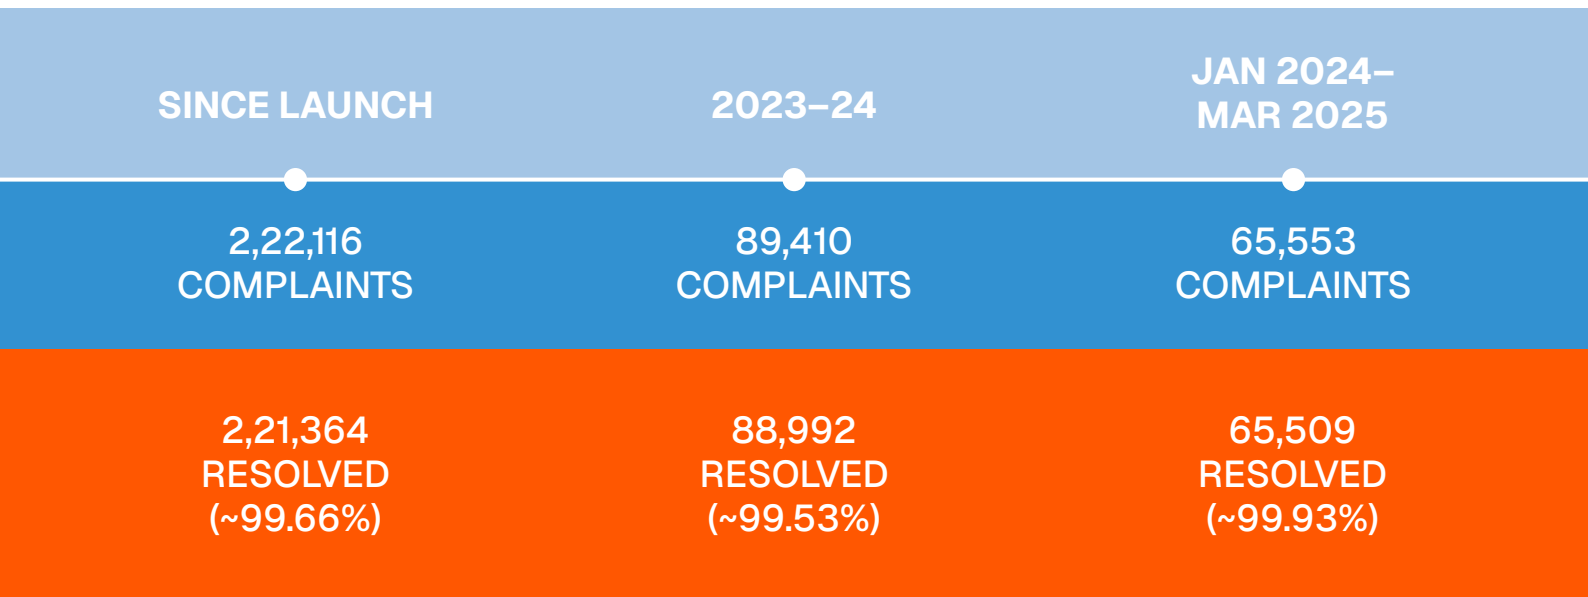 SINCE LAUNCH
2023–24
JAN 2024–
MAR 2025
2,22,116
COMPLAINTS
89,410
COMPLAINTS
65,553
COMPLAINTS
2,21,364
RESOLVED
(~99.66%)
88,992
RESOLVED
(~99.53%)
65,509
RESOLVED
(~99.93%)